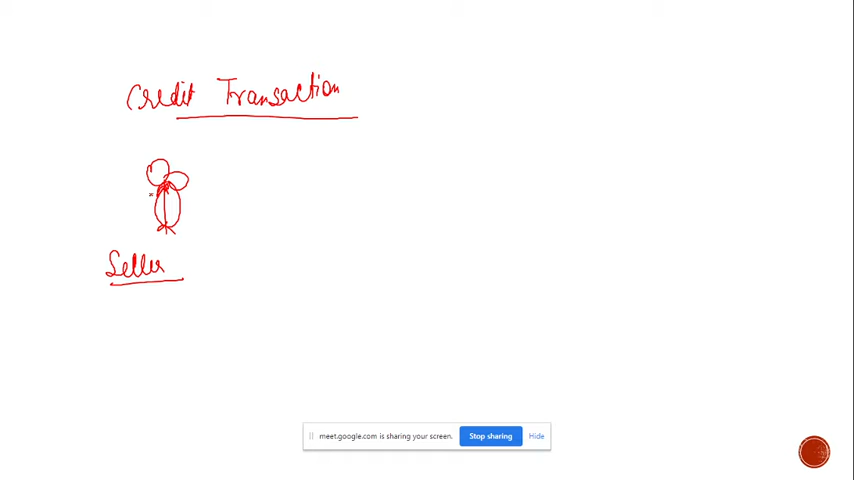 Credit Transaction
Seller
meet.google.com is sharing your screen. Stop sharing Hide